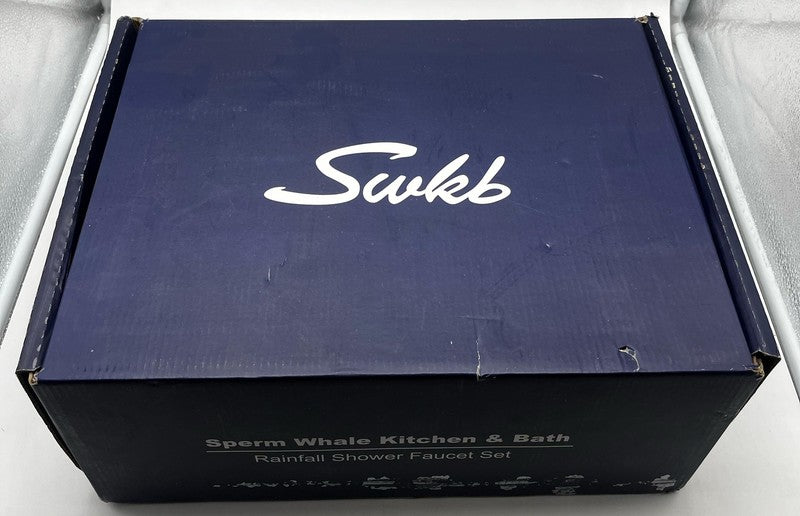 Swkb
Sperm Whale Kitchen & Bath
Rainfall Shower Faucet Set